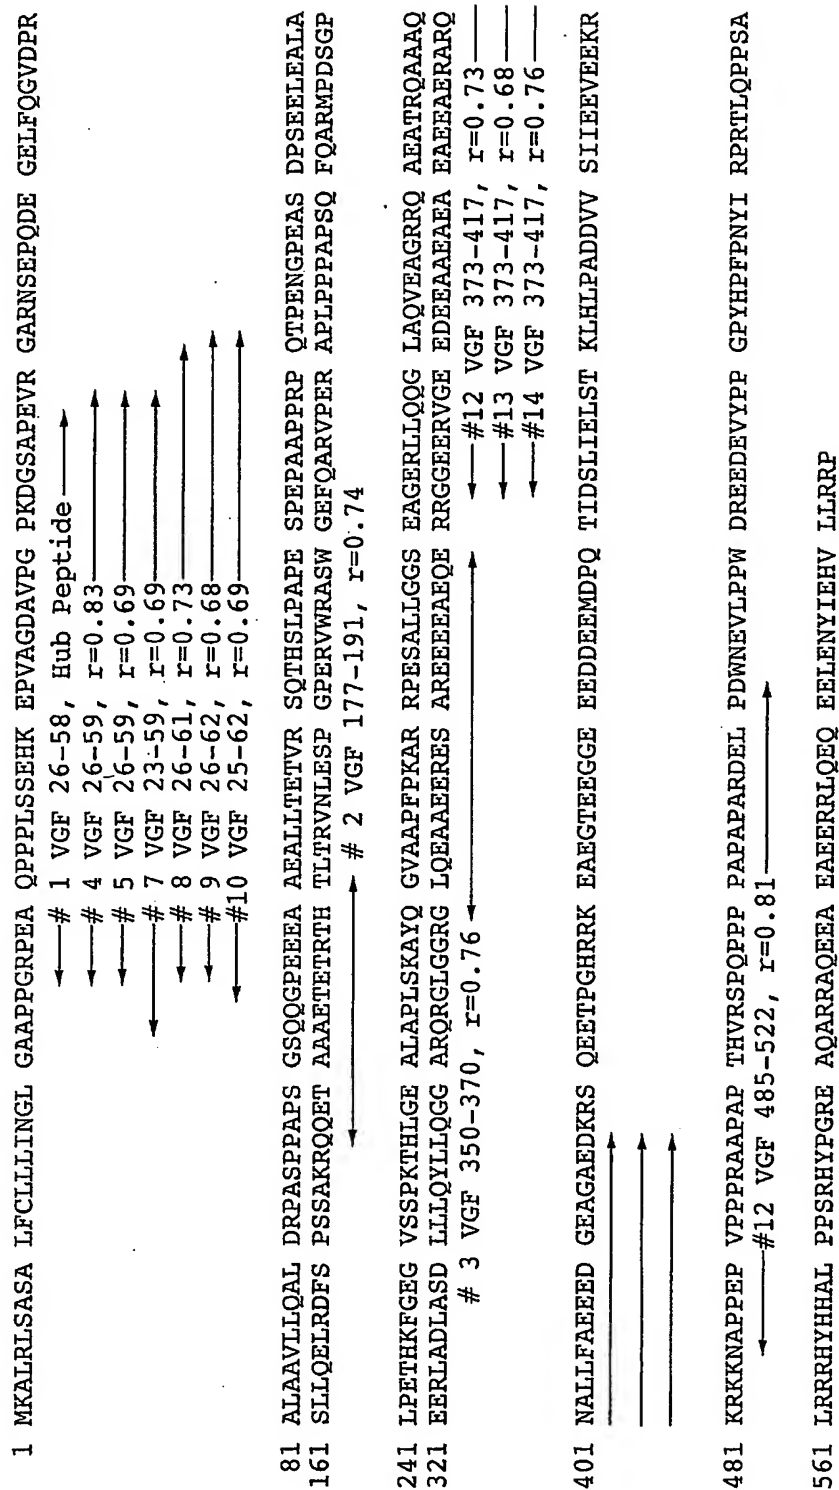 1 MKALRLSASA LFCLLLINGL GAAPPGRPEA QPPPLSSEHK EPVAGDAVPG PKDGSAPEVR GARNSEPQDE GELFQGVDPR
# 1 VGF 26-58, Hub Peptide
# 4 VGF 26-59, r=0.83
# 5 VGF 26-59, r=0.69
# 7 VGF 23-59, r=0.69
# 8 VGF 26-61, r=0.73
# 9 VGF 26-62, r=0.68
#10 VGF 25-62, r=0.69
81 ALAAVLLQAL DRPASPPAPS GSQQGPEEEA AEALLTETVR SQTHSLPAPE SPEPAAPPRP QTPENGPEAS DPSEELEALA
161 SLLQELRDFS PSSAKRQQET AAAETETRTH TLTRVNLESP GPERVWRASW GEFQARVPER APLPPPAPSQ FQARMPDSGP
# 2 VGF 177-191, r=0.74
241 LPETHKFGEG VSSPKTHLGE ALAPLSKAYQ GVAAPFPKAR RPESALLGGS EAGERLLQQG LAQVEAGRRQ AEATRQAAAQ
321 EERLADLASD LLLQYLLQGG ARQRGLGGRG LQEAAEERES AREEEEAEQE RRGGEERVGE EDEEAAEAEA EAEEAERARQ
# 3 VGF 350-370, r=0.76
#12 VGF 373-417, r=0.73
#13 VGF 373-417, r=0.68
#14 VGF 373-417, r=0.76
401 NALLFAEEED GEAGAEDKRS QEETPGHRRK EAEGTEEGGE EEDDEEMDPQ TIDSLIELST KLHLPADDVV SIIEEVEEKR
481 KRKKNAPPEP VPPPRAAPAP THVRSPQPPP PAPAPARDEL PDWNEVLPPW DREEDEVYPP GPYHPFPNYI RPRTLQPPSA
#12 VGF 485-522, r=0.81
561 LRRRHYHHAL PPSRHYPGRE AQARRAQEEA EAEERRLQEQ EELENYIEHV LLRRP